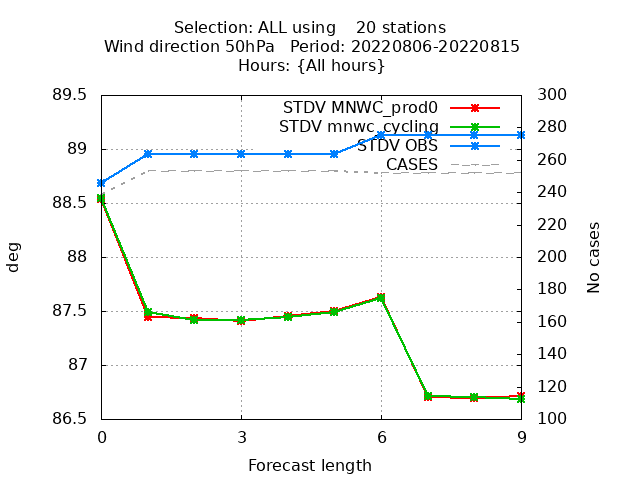 Selection: ALL using    20 stations
Wind direction 50hPa   Period: 20220806-20220815
Hours: {All hours}
89.5
89
88.5
88
87.5
87
86.5
deg
300
280
260
240
220
200
180
160
140
120
100
No cases
STDV MNWC_prod0
STDV mnwc_cycling
STDV OBS
CASES
0
3
6
9
Forecast length